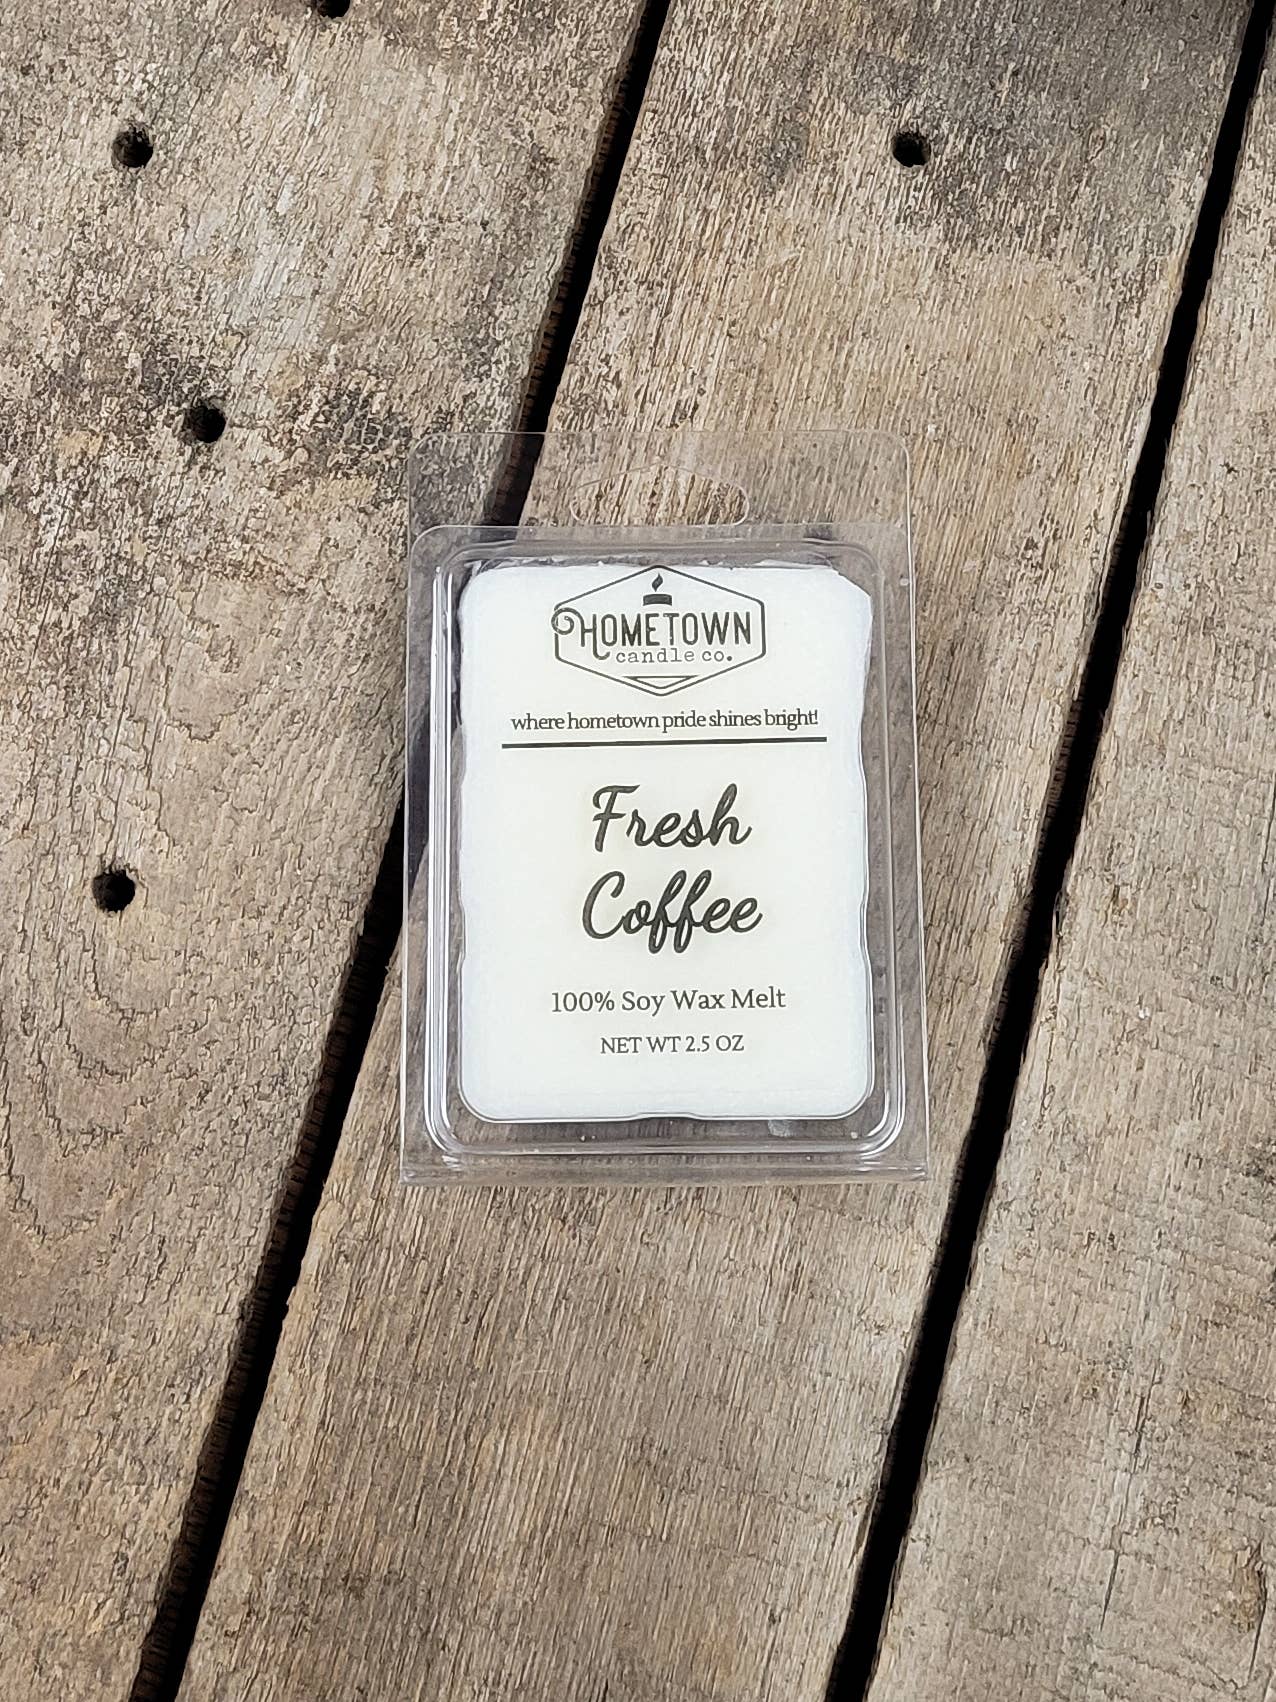 HOMETOWN
candle co.
where hometown pride shines bright!
Fresh
Coffee
100% Soy Wax Melt
NET WT 2.5 OZ